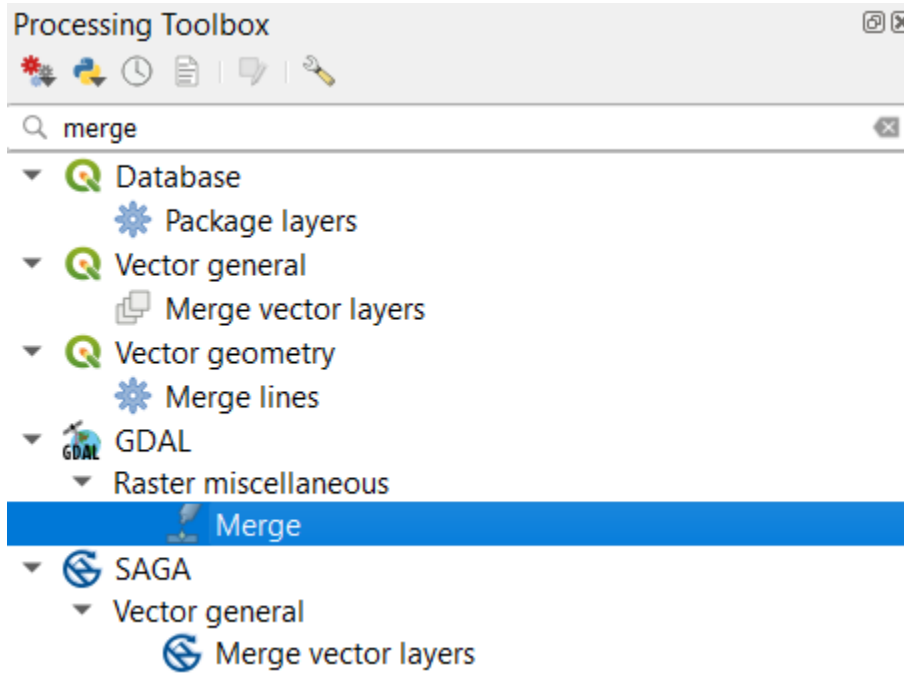 Processing Toolbox
merge
Database
Package layers
Vector general
Merge vector layers
Vector geometry
Merge lines
GDAL GDAL
Raster miscellaneous
Merge
SAGA
Vector general
Merge vector layers